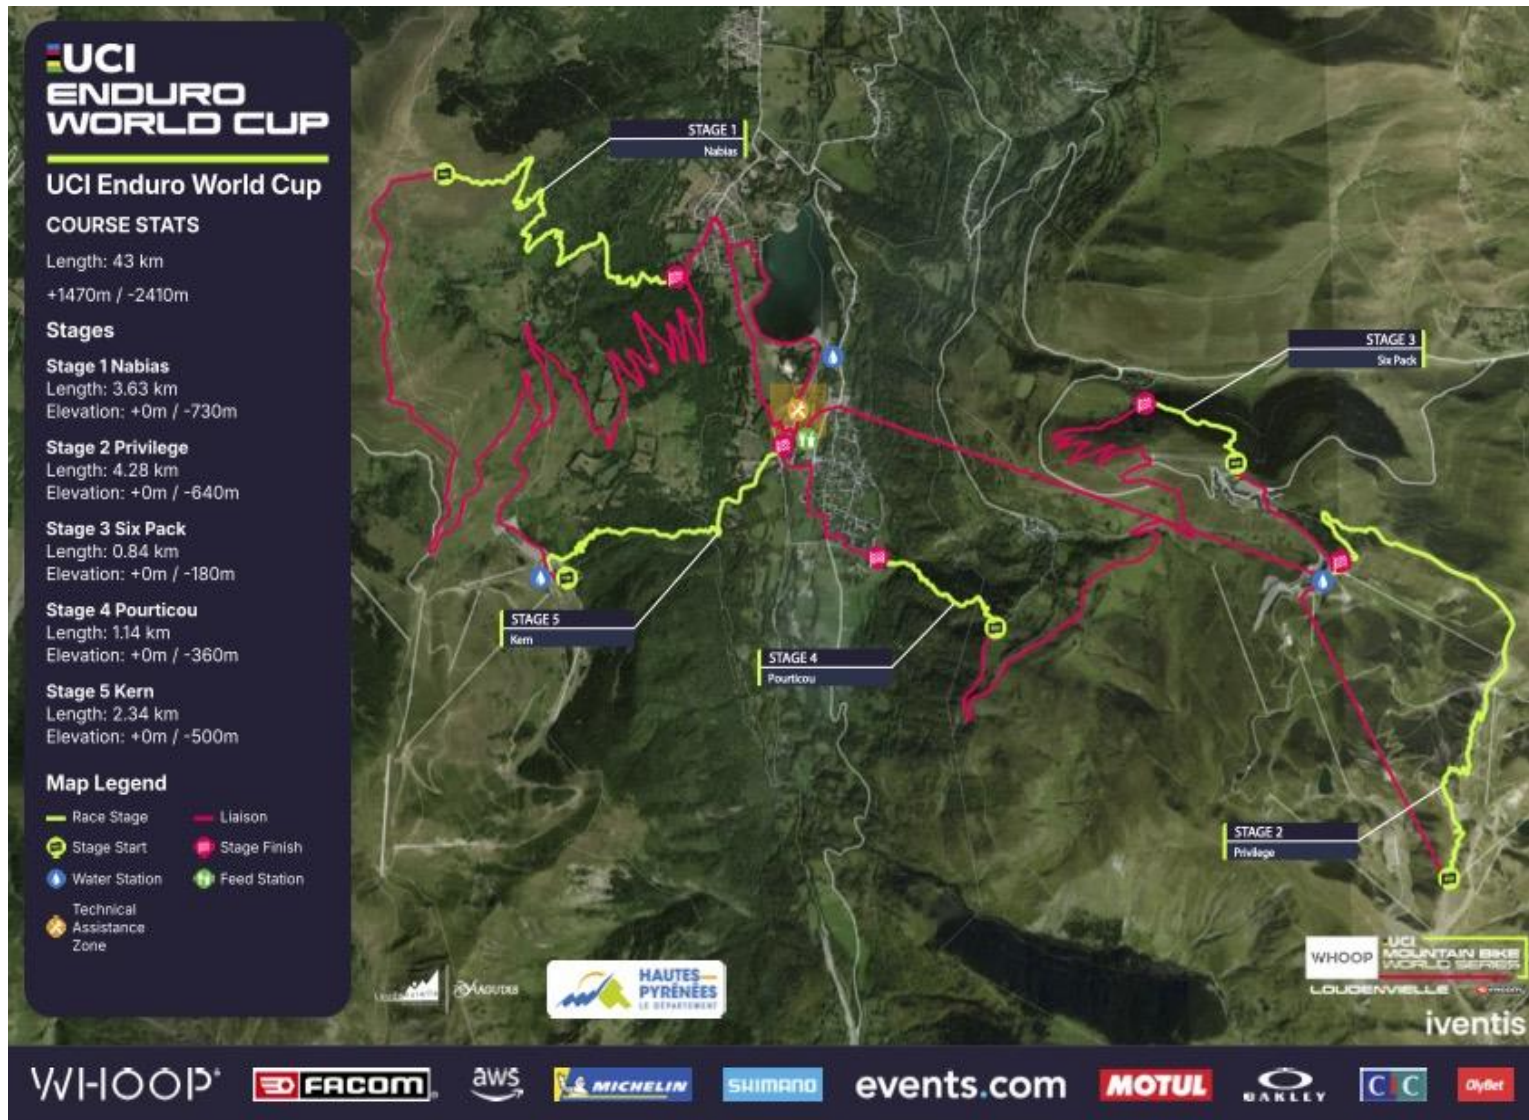 UCI
ENDURO
WORLD CUP
UCI Enduro World Cup
COURSE STATS
Length: 43 km
+1470m / -2410m
Stages
Stage 1 Nabias
Length: 3.63 km
Elevation: +0m / -730m
Stage 2 Privilege
Length: 4.28 km
Elevation: +0m / -640m
Stage 3 Six Pack
Length: 0.84 km
Elevation: +0m / -180m
Stage 4 Pourticou
Length: 1.14 km
Elevation: +0m / -360m
Stage 5 Kern
Length: 2.34 km
Elevation: +0m / -500m
Map Legend
Race Stage
Liaison
Stage Start
Stage Finish
Water Station
Feed Station
Technical
Assistance
Zone
STAGE 1
Nabias
STAGE 3
Six Pack
STAGE 5
Kern
STAGE 4
Pourticou
STAGE 2
Privilege
HAUTES-
PYRÉNÉES
LE DÉPARTEMENT
WHOOP
UCI
MOUNTAIN BIKE
WORLD SERIES
LOUDENVIELLE
FACOM
iventis
WHOOP
FACOM
aws
MICHELIN
SHIMANO
events.com
MOTUL
OAKLEY
CIC
OlyBet